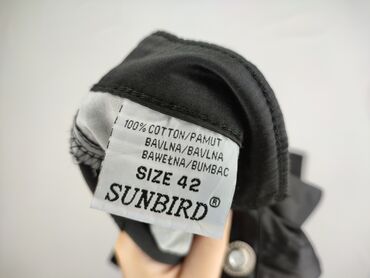 100% COTTON/PAMUT
BAVLNA/BAVLNA
BAWEŁNA/BUMBAC
SIZE 42
SUNBIRD®